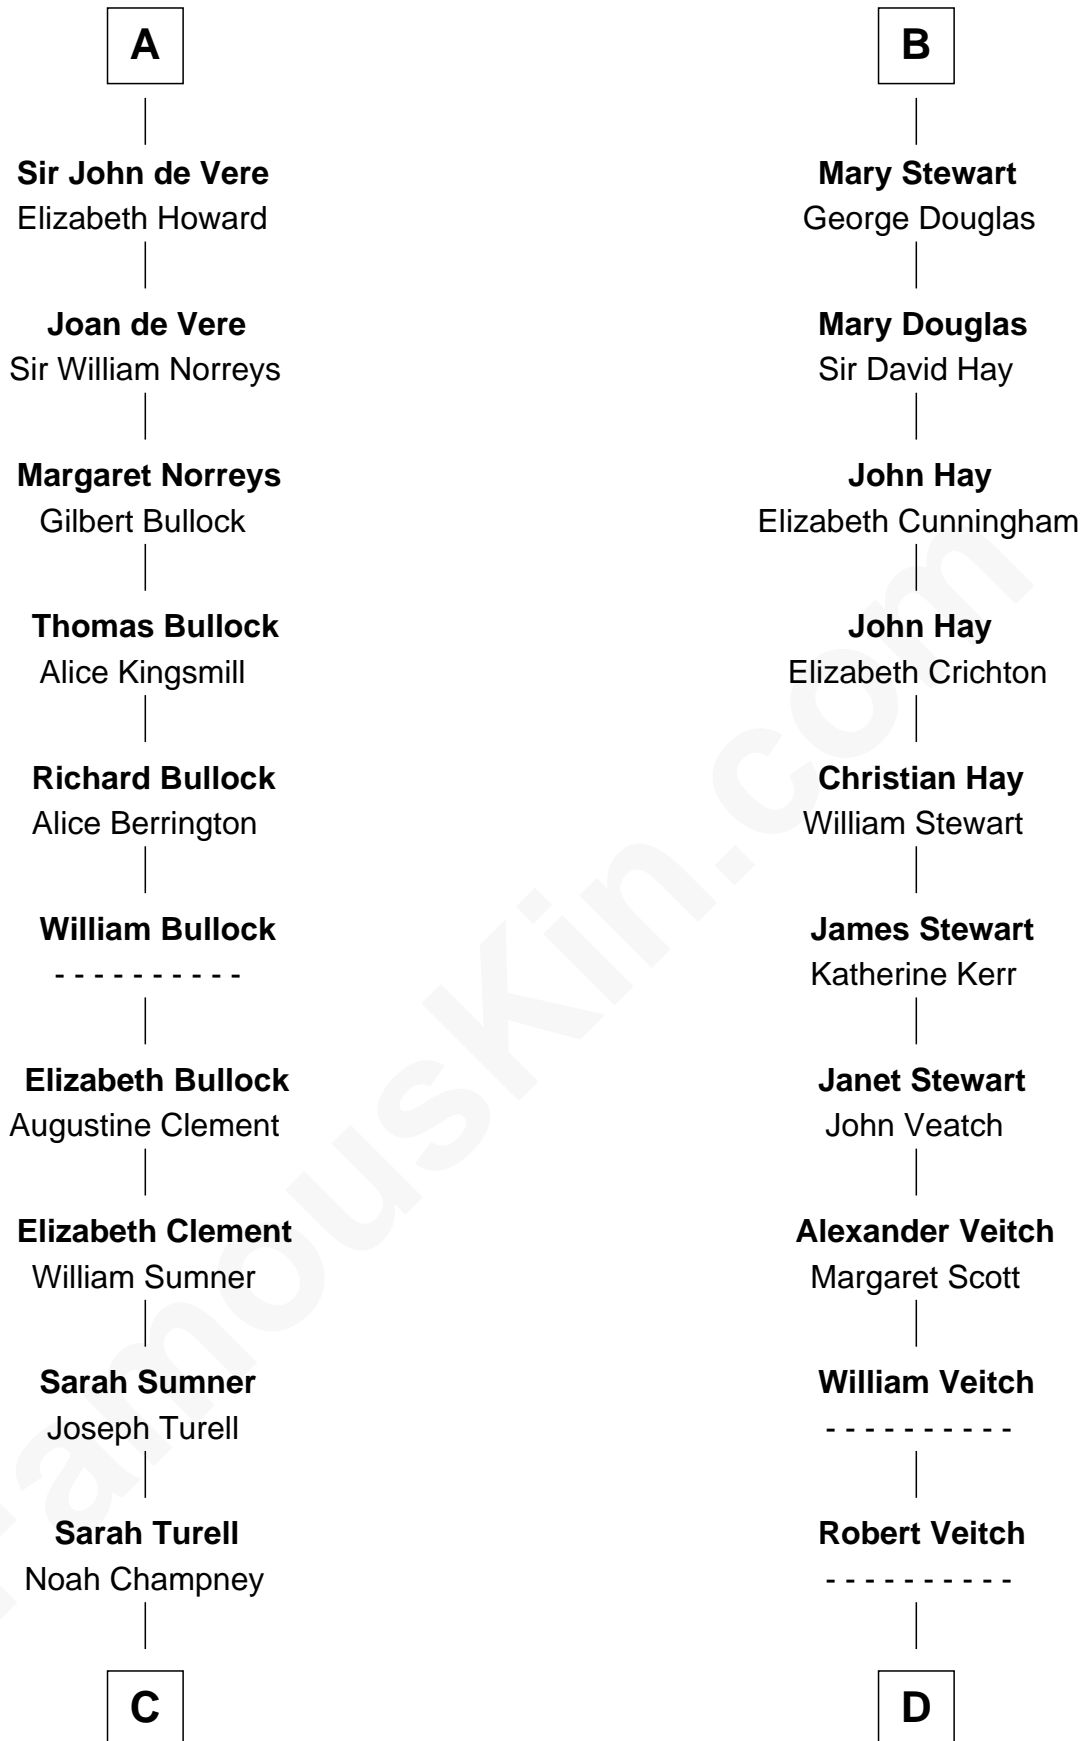 A
Sir John de Vere
Elizabeth Howard
Joan de Vere
Sir William Norreys
Margaret Norreys
Gilbert Bullock
Thomas Bullock
Alice Kingsmill
Richard Bullock
Alice Berrington
William Bullock
- - - - - - - - - -
Elizabeth Bullock
Augustine Clement
Elizabeth Clement
William Sumner
Sarah Sumner
Joseph Turell
Sarah Turell
Noah Champney
C
B
Mary Stewart
George Douglas
Mary Douglas
Sir David Hay
John Hay
Elizabeth Cunningham
John Hay
Elizabeth Crichton
Christian Hay
William Stewart
James Stewart
Katherine Kerr
Janet Stewart
John Veatch
Alexander Veitch
Margaret Scott
William Veitch
- - - - - - - - - -
Robert Veitch
- - - - - - - - - -
D
FamousKin.com